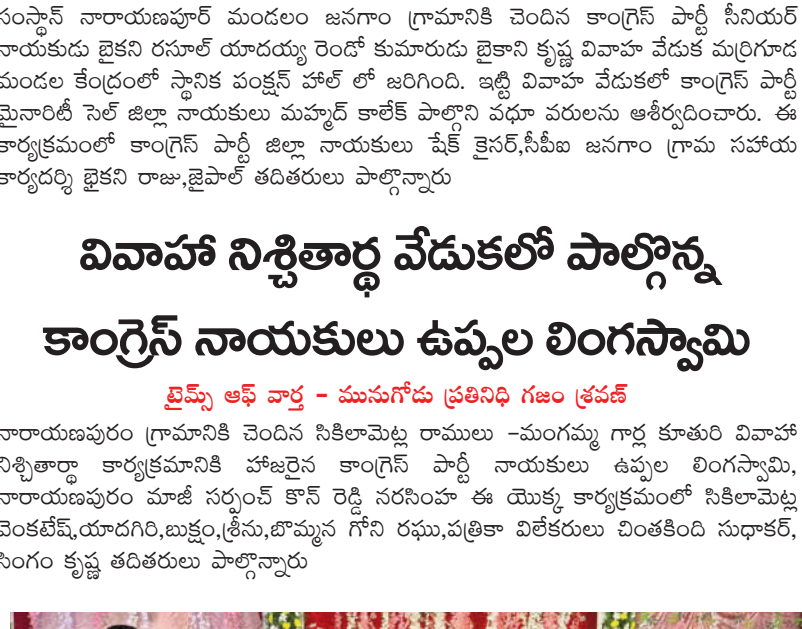 సంస్థాన్ నారాయణపూర్ మండలం జనగాం గ్రామానికి చెందిన కాంగ్రెస్ పార్టీ సీనియర్
నాయకుడు బైకని రసూల్ యాదయ్య రెండో కుమారుడు బైకాని కృష్ణ వివాహ వేడుక మర్రిగూడ
మండల కేంద్రంలో స్థానిక పంక్షన్ హాల్ లో జరిగింది. ఇట్టి వివాహ వేడుకలో కాంగ్రెస్ పార్టీ
మైనారిటీ సెల్ జిల్లా నాయకులు మహ్మద్ కాలేక్ పాల్గొని వధూ వరులను ఆశీర్వదించారు. ఈ
కార్యక్రమంలో కాంగ్రెస్ పార్టీ జిల్లా నాయకులు షేక్ కైసర్,సీపీఐ జనగాం గ్రామ సహాయ
కార్యదర్శి భైకని రాజు,జైపాల్ తదితరులు పాల్గొన్నారు
వివాహా నిశ్చితార్థ వేడుకలో పాల్గొన్న
కాంగ్రెస్ నాయకులు ఉప్పల లింగస్వామి
టైమ్స్ ఆఫ్ వార్త - మునుగోడు ప్రతినిధి గజం శ్రవణ్
నారాయణపురం గ్రామానికి చెందిన సికిలామెట్ల రాములు -మంగమ్మ గార్ల కూతురి వివాహా
నిశ్చితార్థా కార్యక్రమానికి హాజరైన కాంగ్రెస్ పార్టీ నాయకులు ఉప్పల లింగస్వామి,
నారాయణపురం మాజీ సర్పంచ్ కొన్ రెడ్డి నరసింహ ఈ యొక్క కార్యక్రమంలో సికిలామెట్ల
వెంకటేష్,యాదగిరి,బుక్షం,శ్రీను,బొమ్మన గోని రఘు,పత్రికా విలేకరులు చింతకింది సుధాకర్,
సింగం కృష్ణ తదితరులు పాల్గొన్నారు